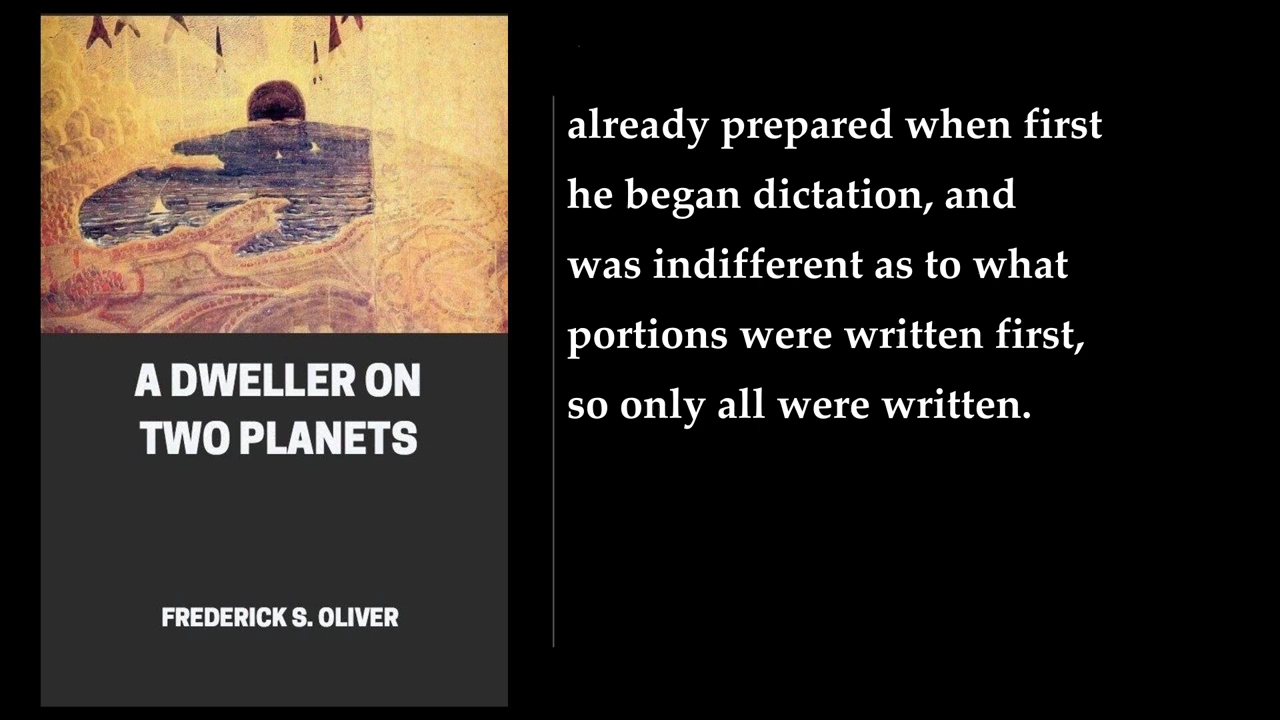 A DWELLER ON
TWO PLANETS
FREDERICK S. OLIVER
already prepared when first
he began dictation, and
was indifferent as to what
portions were written first,
so only all were written.